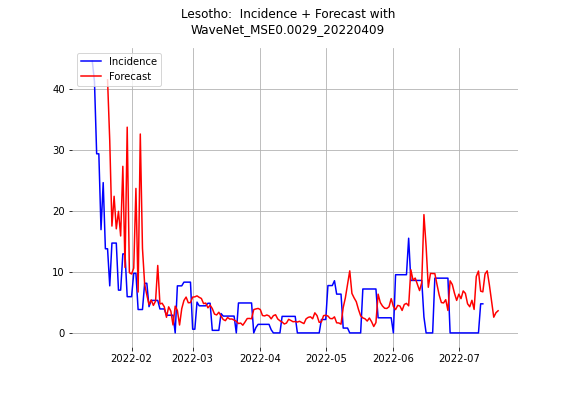 Lesotho:  Incidence + Forecast with
WaveNet_MSE0.0029_20220409
Incidence
Forecast
40
30
20
10
0
2022-02
2022-03
2022-04
2022-05
2022-06
2022-07